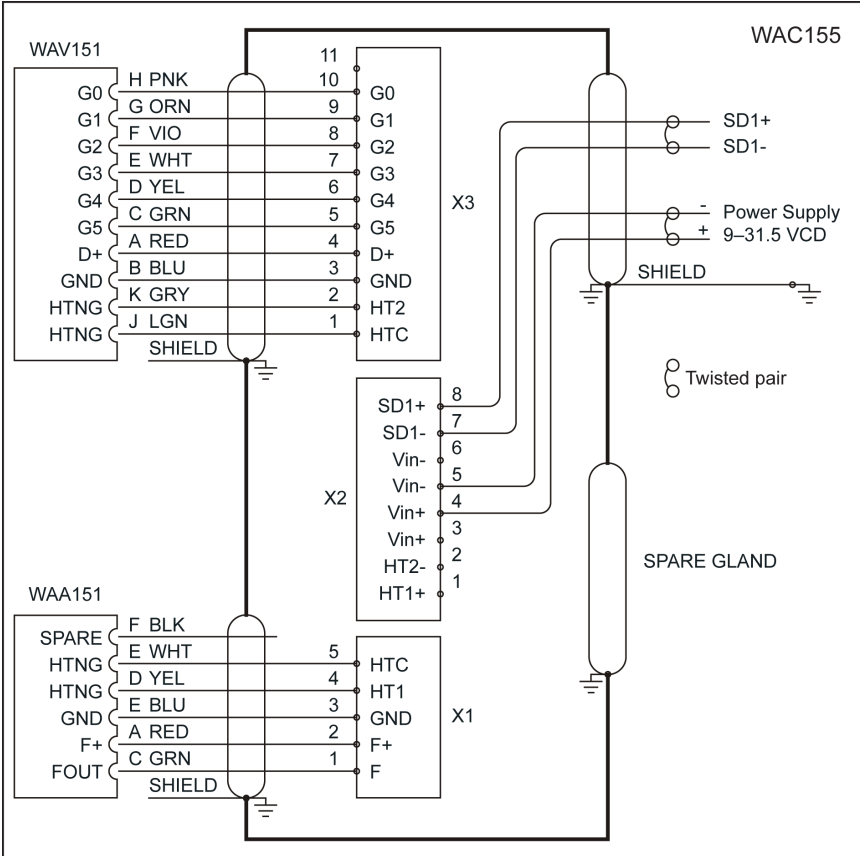 WAC155
WAV151
11
G0 H PNK 10 G0
G1 G ORN 9 G1
G2 F VIO 8 G2
G3 E WHT 7 G3
G4 D YEL 6 G4
G5 C GRN 5 G5
D+ A RED 4 D+
GND B BLU 3 GND
HTNG K GRY 2 HT2
HTNG J LGN 1 HTC
SHIELD
X3
SD1+
SD1-
- Power Supply
+ 9–31.5 VCD
SHIELD
Twisted pair
X2
SD1+ 8
SD1- 7
Vin- 6
Vin- 5
Vin+ 4
Vin+ 3
HT2- 2
HT1+ 1
SPARE GLAND
WAA151
SPARE F BLK
HTNG E WHT 5 HTC
HTNG D YEL 4 HT1
GND E BLU 3 GND
F+ A RED 2 F+
FOUT C GRN 1 F
SHIELD
X1